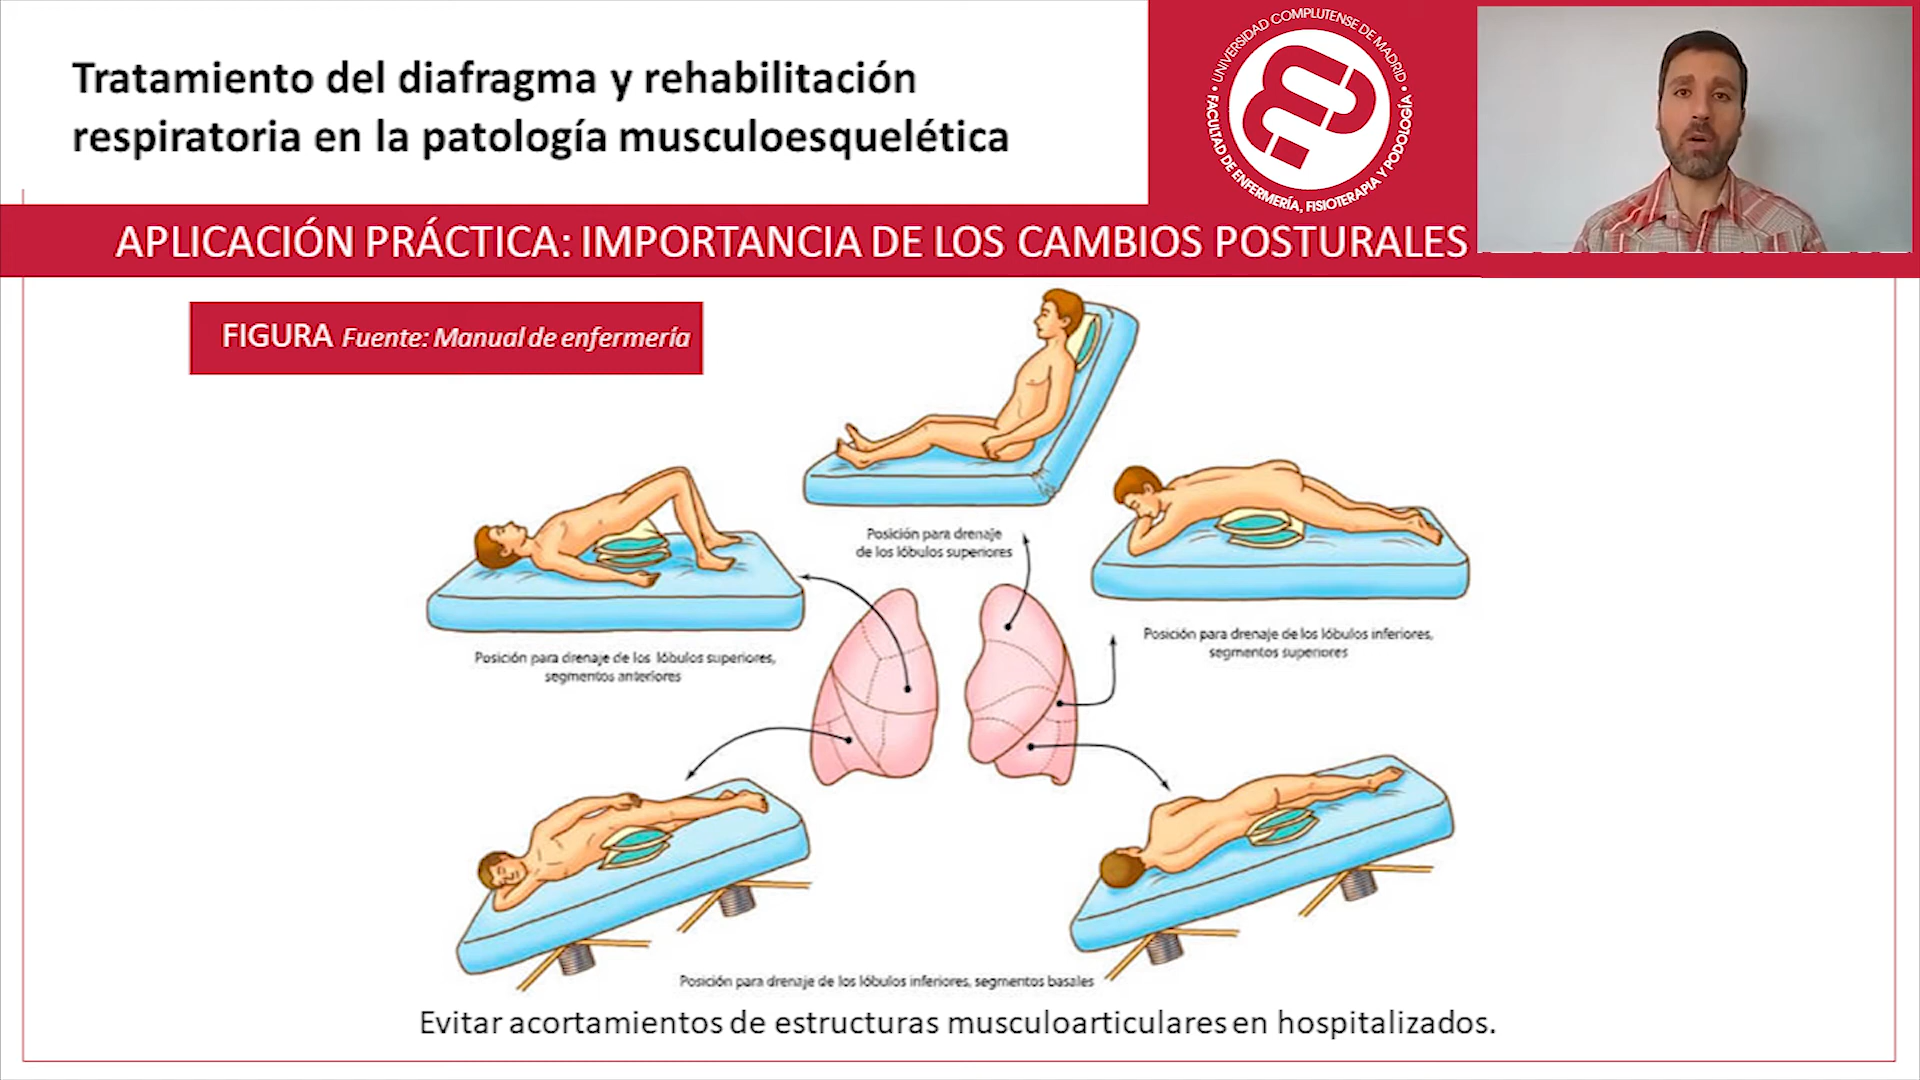 Tratamiento del diafragma y rehabilitación
respiratoria en la patología musculoesquelética
• UNIVERSIDAD COMPLUTENSE DE MADRID •
FACULTAD DE ENFERMERÍA, FISIOTERAPIA Y PODOLOGÍA
APLICACIÓN PRÁCTICA: IMPORTANCIA DE LOS CAMBIOS POSTURALES
FIGURA Fuente: Manual de enfermería
Posición para drenaje
de los lóbulos superiores
Posición para drenaje de los lóbulos inferiores,
segmentos superiores
Posición para drenaje de los lóbulos superiores,
segmentos anteriores
Posición para drenaje de los lóbulos inferiores, segmentos basales
Evitar acortamientos de estructuras musculoarticulares en hospitalizados.